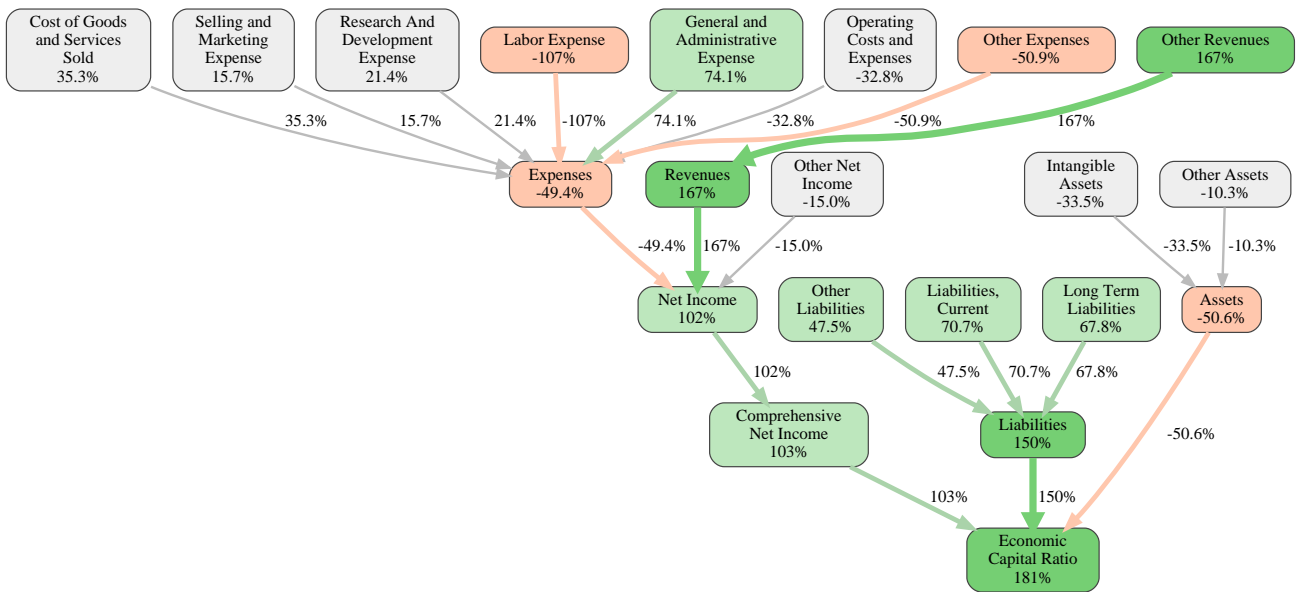 Cost of Goods
and Services
Sold
35.3%
Selling and
Marketing
Expense
15.7%
Research And
Development
Expense
21.4%
Labor Expense
-107%
General and
Administrative
Expense
74.1%
Operating
Costs and
Expenses
-32.8%
Other Expenses
-50.9%
Other Revenues
167%
35.3%
15.7%
21.4%
-107%
74.1%
-32.8%
-50.9%
167%
Expenses
-49.4%
Revenues
167%
Other Net
Income
-15.0%
Intangible
Assets
-33.5%
Other Assets
-10.3%
-49.4%
167%
-15.0%
-33.5%
-10.3%
Net Income
102%
Other
Liabilities
47.5%
Liabilities,
Current
70.7%
Long Term
Liabilities
67.8%
Assets
-50.6%
102%
47.5%
70.7%
67.8%
Comprehensive
Net Income
103%
Liabilities
150%
-50.6%
103%
150%
Economic
Capital Ratio
181%